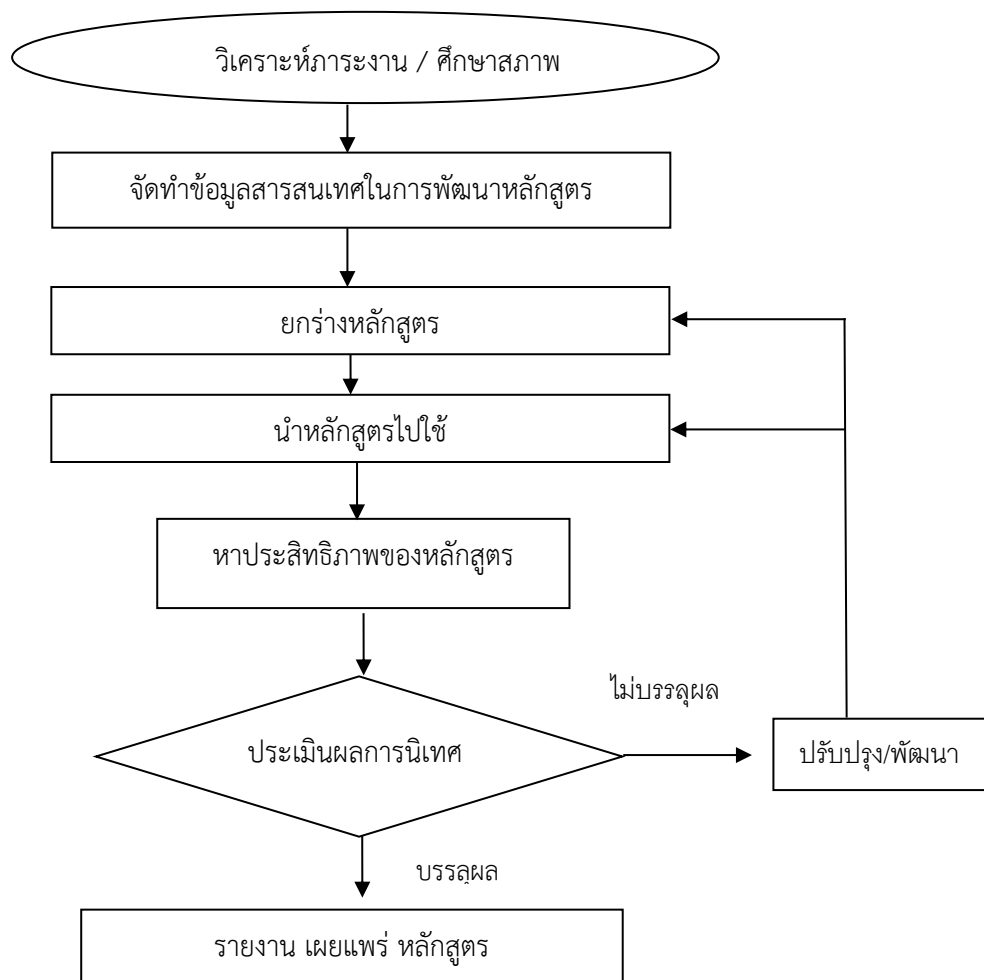 วิเคราะห์ภาระงาน / ศึกษาสภาพ
จัดทำข้อมูลสารสนเทศในการพัฒนาหลักสูตร
ยกร่างหลักสูตร
นำหลักสูตรไปใช้
หาประสิทธิภาพของหลักสูตร
ไม่บรรลุผล
ประเมินผลการนิเทศ
ปรับปรุง/พัฒนา
บรรลุผล
รายงาน เผยแพร่ หลักสูตร